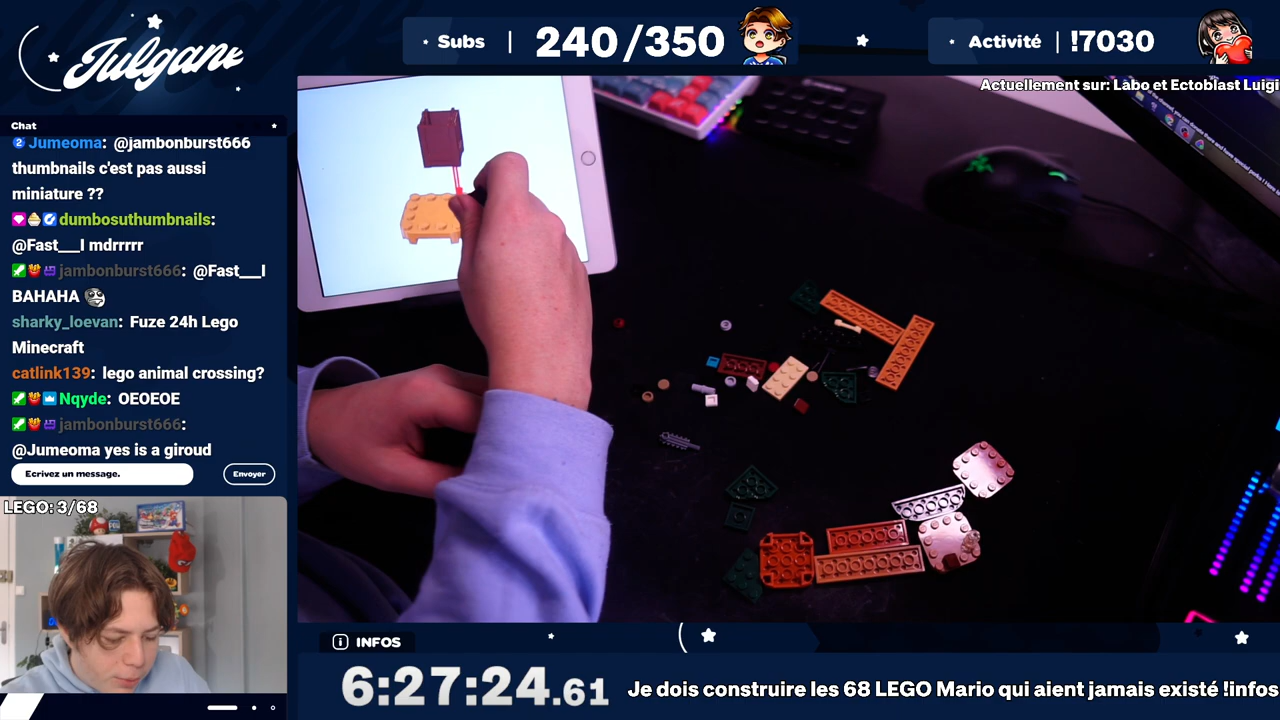 Julgane
Subs | 240/350
Activité | !7030
Actuellement sur: Labo et Ectoblast Luigi
Chat
2 Jumeoma: @jambonburst666
thumbnails c'est pas aussi
miniature ??
dumbosuthumbnails:
@Fast___I mdrrrrr
jambonburst666: @Fast___I
BAHAHA
sharky_loevan: Fuze 24h Lego
Minecraft
catlink139: lego animal crossing?
Nqyde: OEOEOE
jambonburst666:
@Jumeoma yes is a giroud
Ecrivez un message.
Envoyer
LEGO: 3/68
i INFOS
6:27:24.61
Je dois construire les 68 LEGO Mario qui aient jamais existé !infos